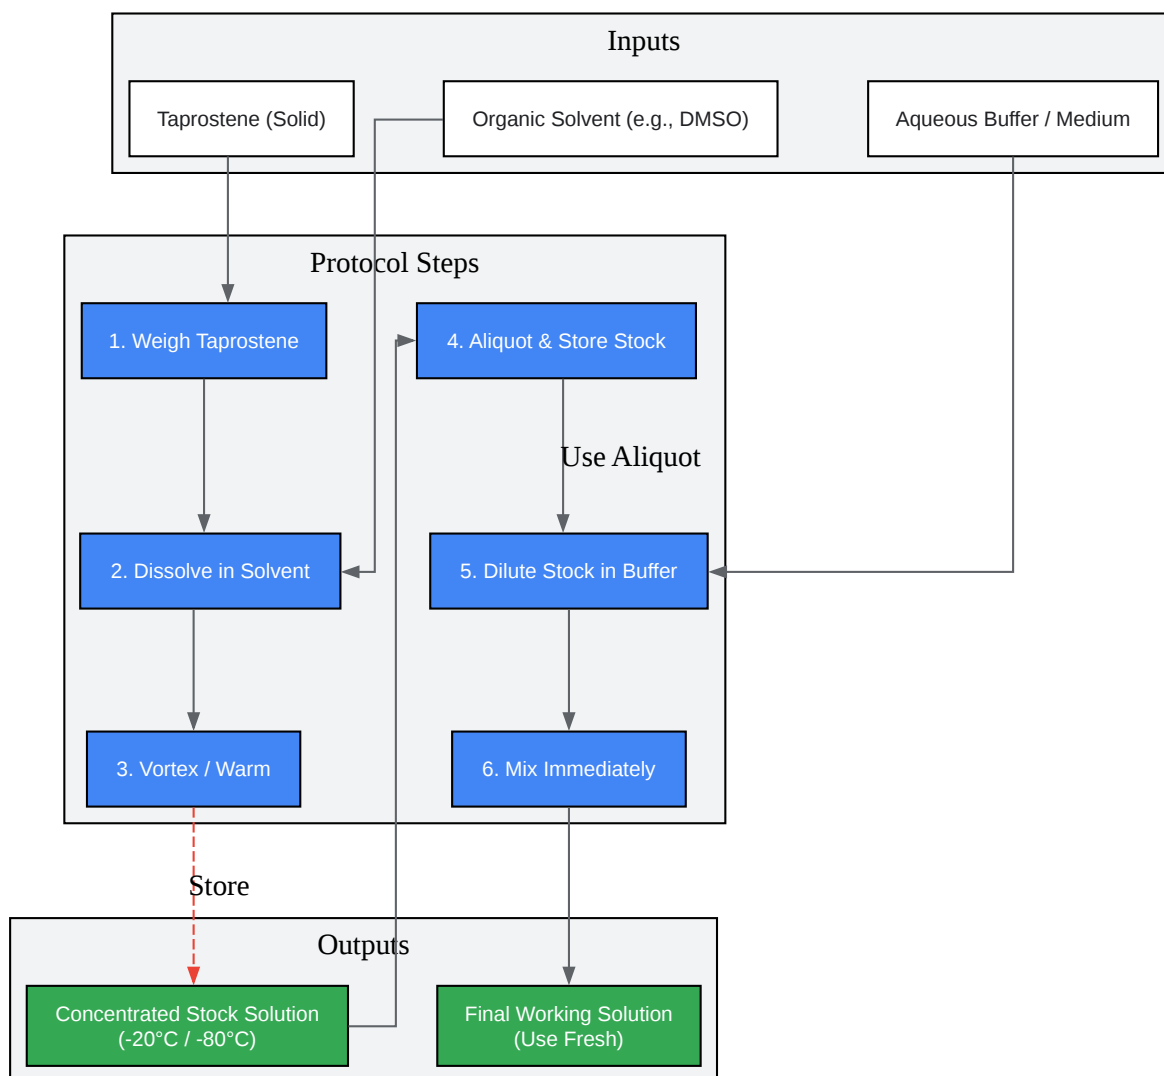 Inputs
Taprostene (Solid)
Organic Solvent (e.g., DMSO)
Aqueous Buffer / Medium
Protocol Steps
1. Weigh Taprostene
4. Aliquot & Store Stock
Use Aliquot
2. Dissolve in Solvent
5. Dilute Stock in Buffer
3. Vortex / Warm
6. Mix Immediately
Store
Outputs
Concentrated Stock Solution
(-20°C / -80°C)
Final Working Solution
(Use Fresh)